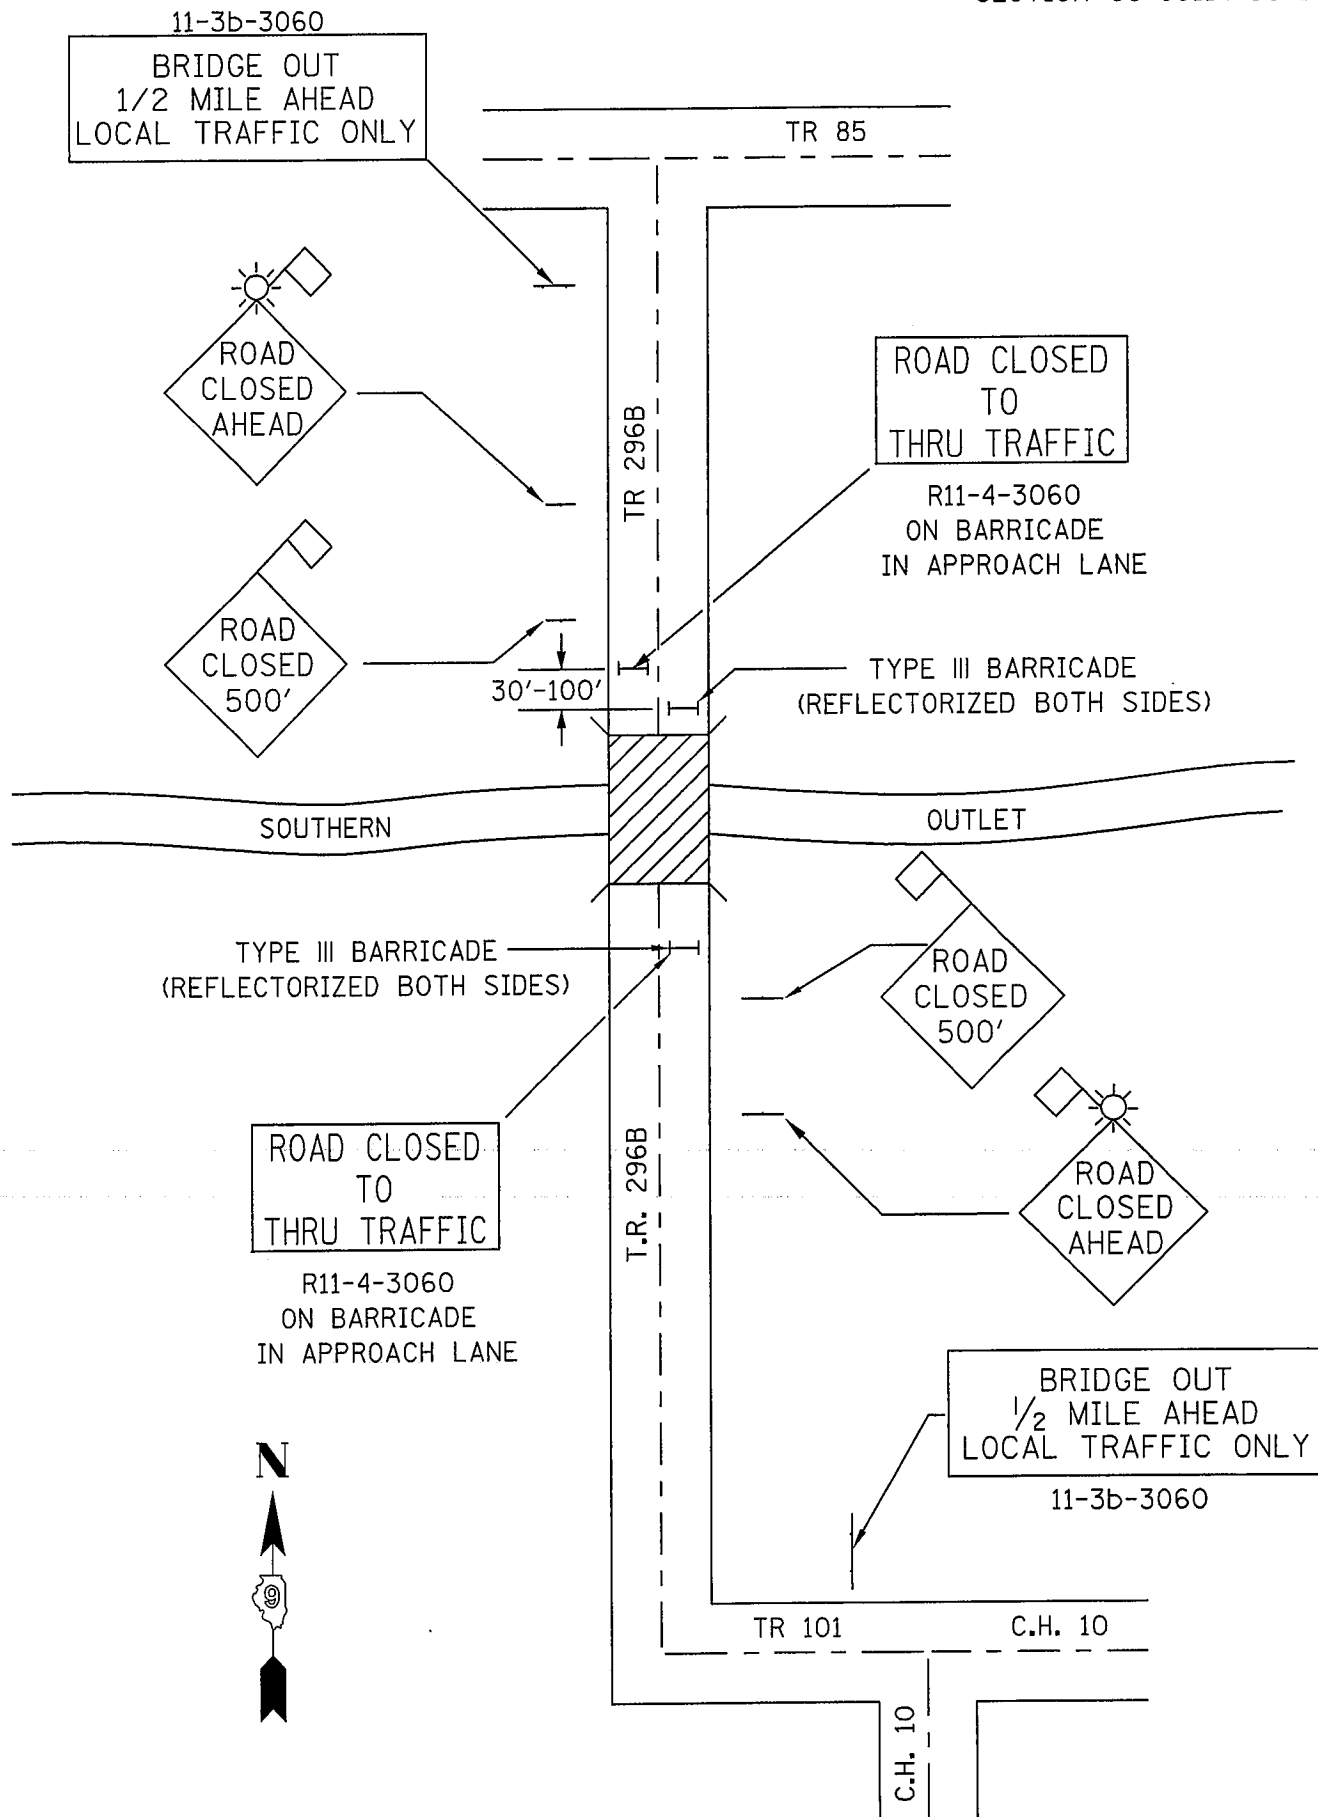 11-3b-3060
BRIDGE OUT
1/2 MILE AHEAD
LOCAL TRAFFIC ONLY
TR 85
ROAD
CLOSED
AHEAD
TR 296B
ROAD CLOSED
TO
THRU TRAFFIC
R11-4-3060
ON BARRICADE
IN APPROACH LANE
ROAD
CLOSED
500'
30'-100'
TYPE III BARRICADE
(REFLECTORIZED BOTH SIDES)
SOUTHERN
OUTLET
TYPE III BARRICADE
(REFLECTORIZED BOTH SIDES)
ROAD
CLOSED
500'
ROAD CLOSED
TO
THRU TRAFFIC
R11-4-3060
ON BARRICADE
IN APPROACH LANE
T.R. 296B
ROAD
CLOSED
AHEAD
BRIDGE OUT
1/2 MILE AHEAD
LOCAL TRAFFIC ONLY
11-3b-3060
N
9
TR 101
C.H. 10
C.H. 10